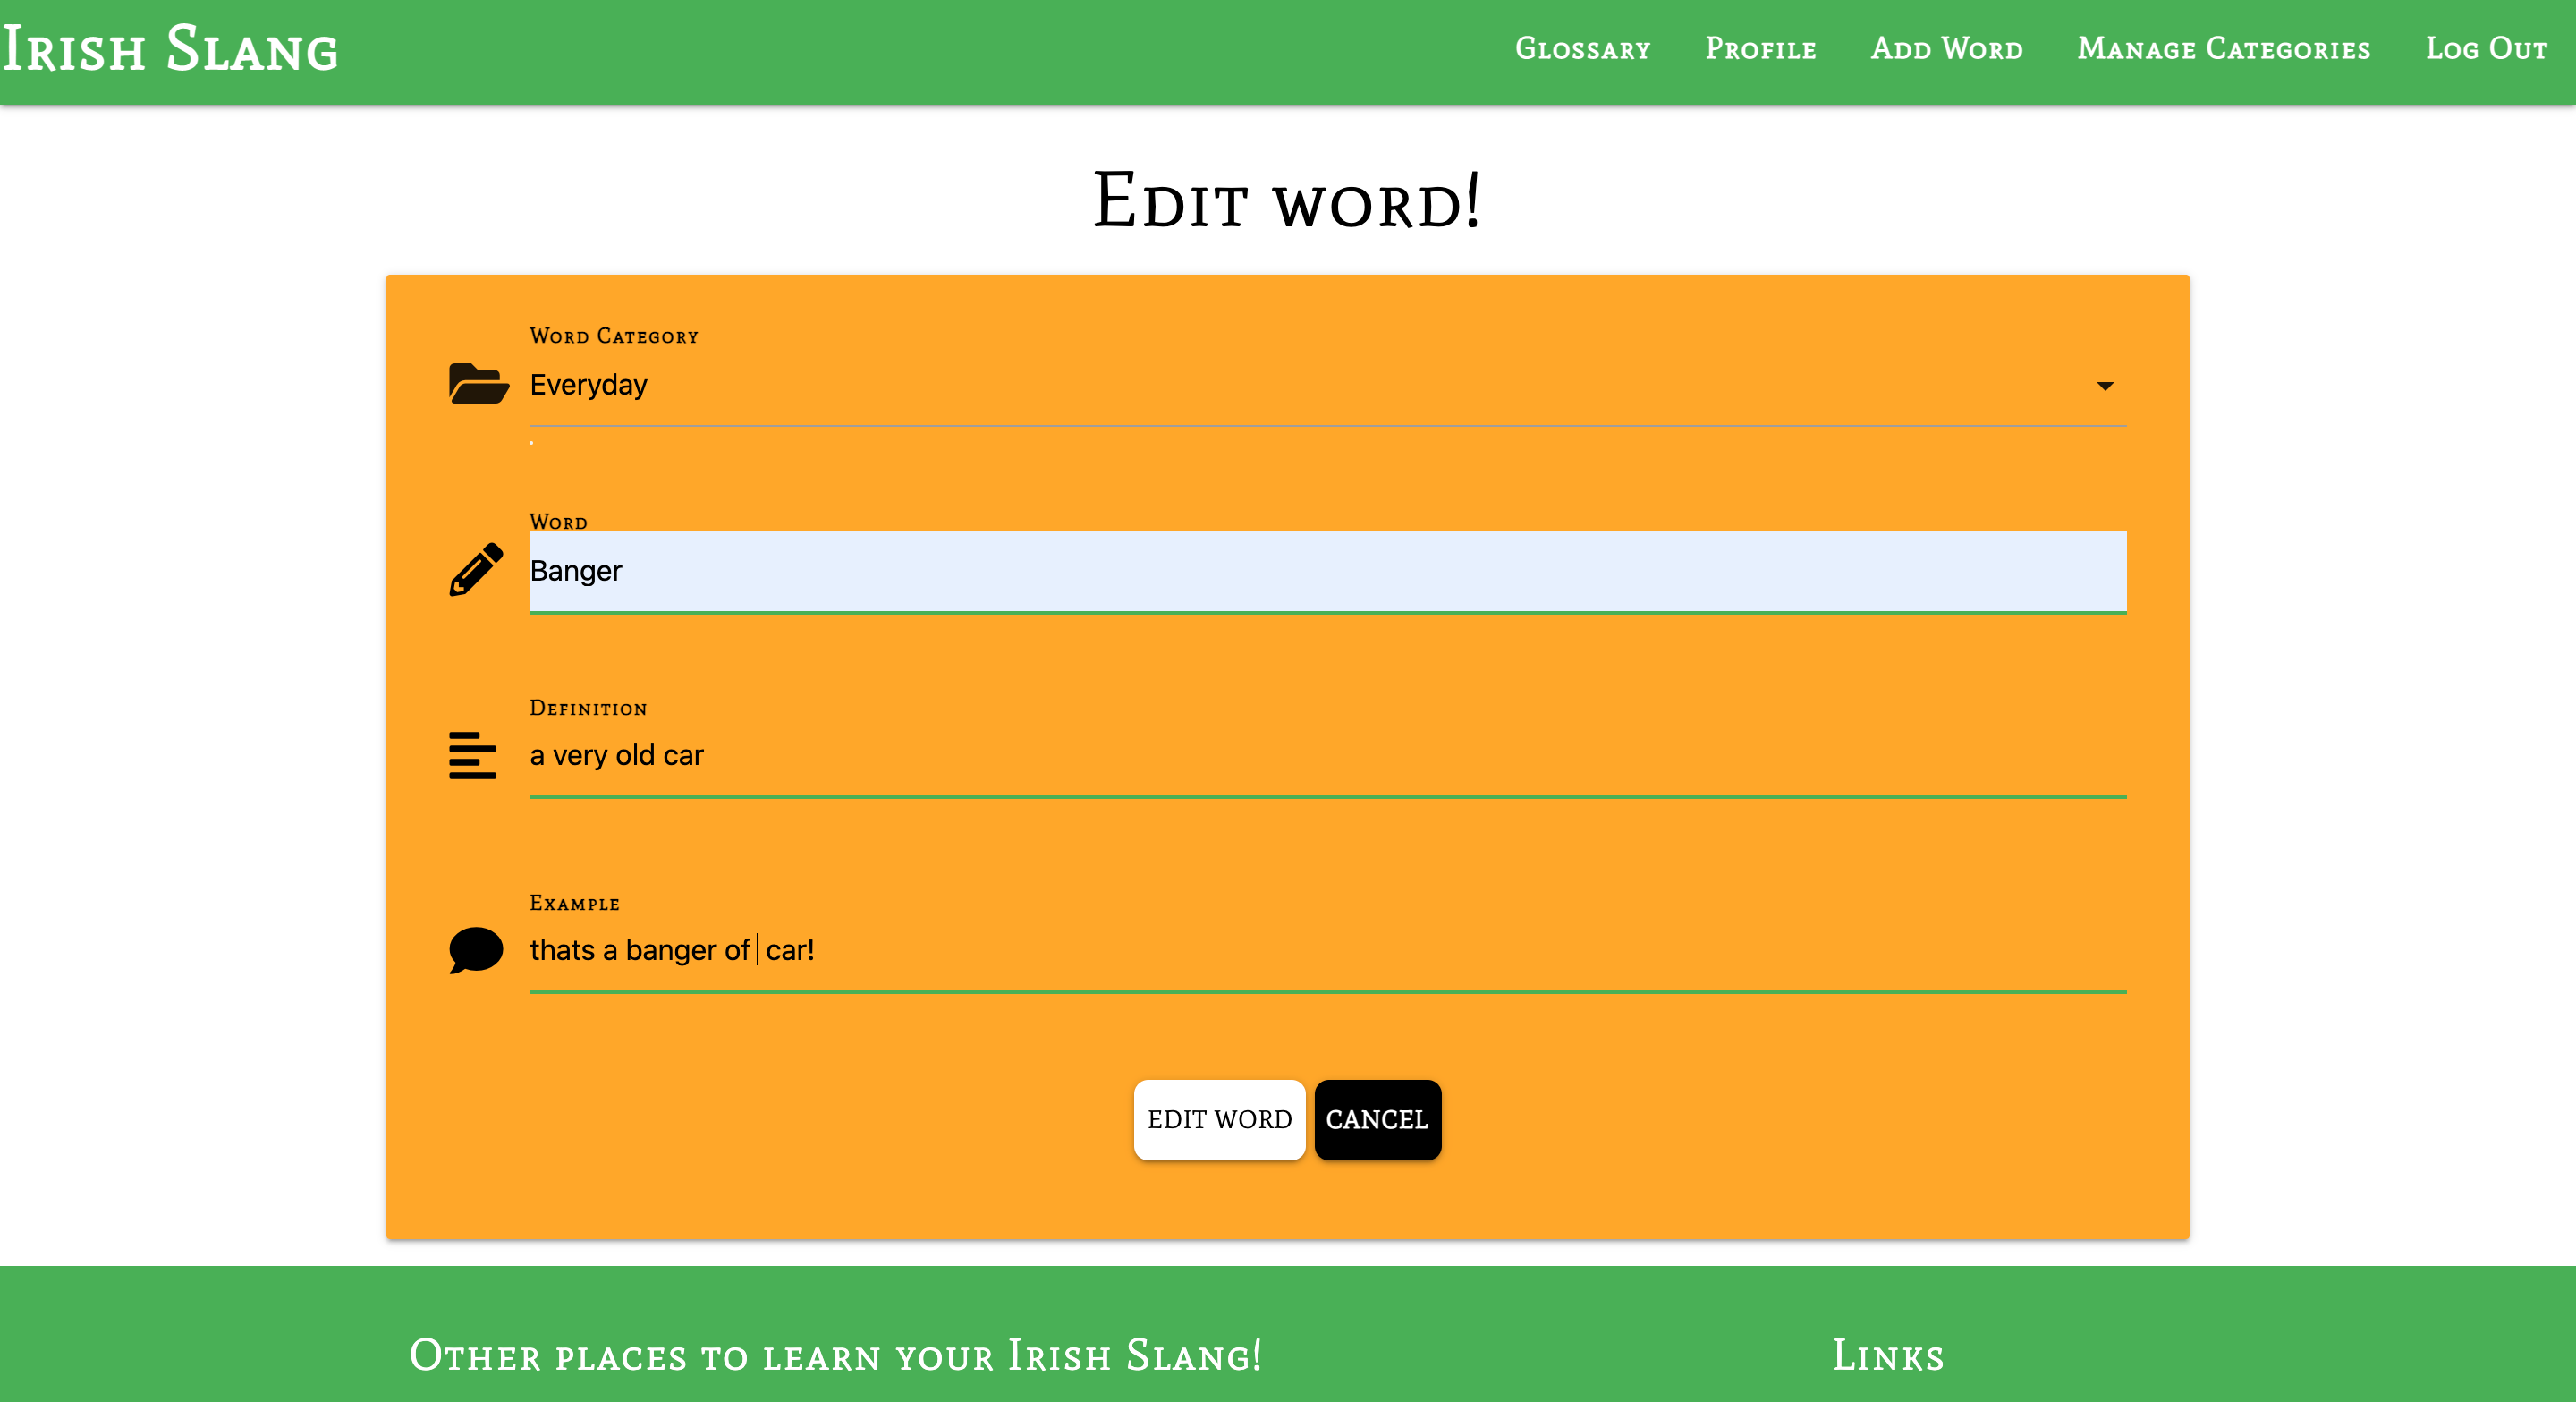 Irish Slang
Glossary Profile Add Word Manage Categories Log Out
Edit word!
Word Category
Everyday
Word
Banger
Definition
a very old car
Example
thats a banger of car!
EDIT WORD CANCEL
Other places to learn your Irish Slang! Links